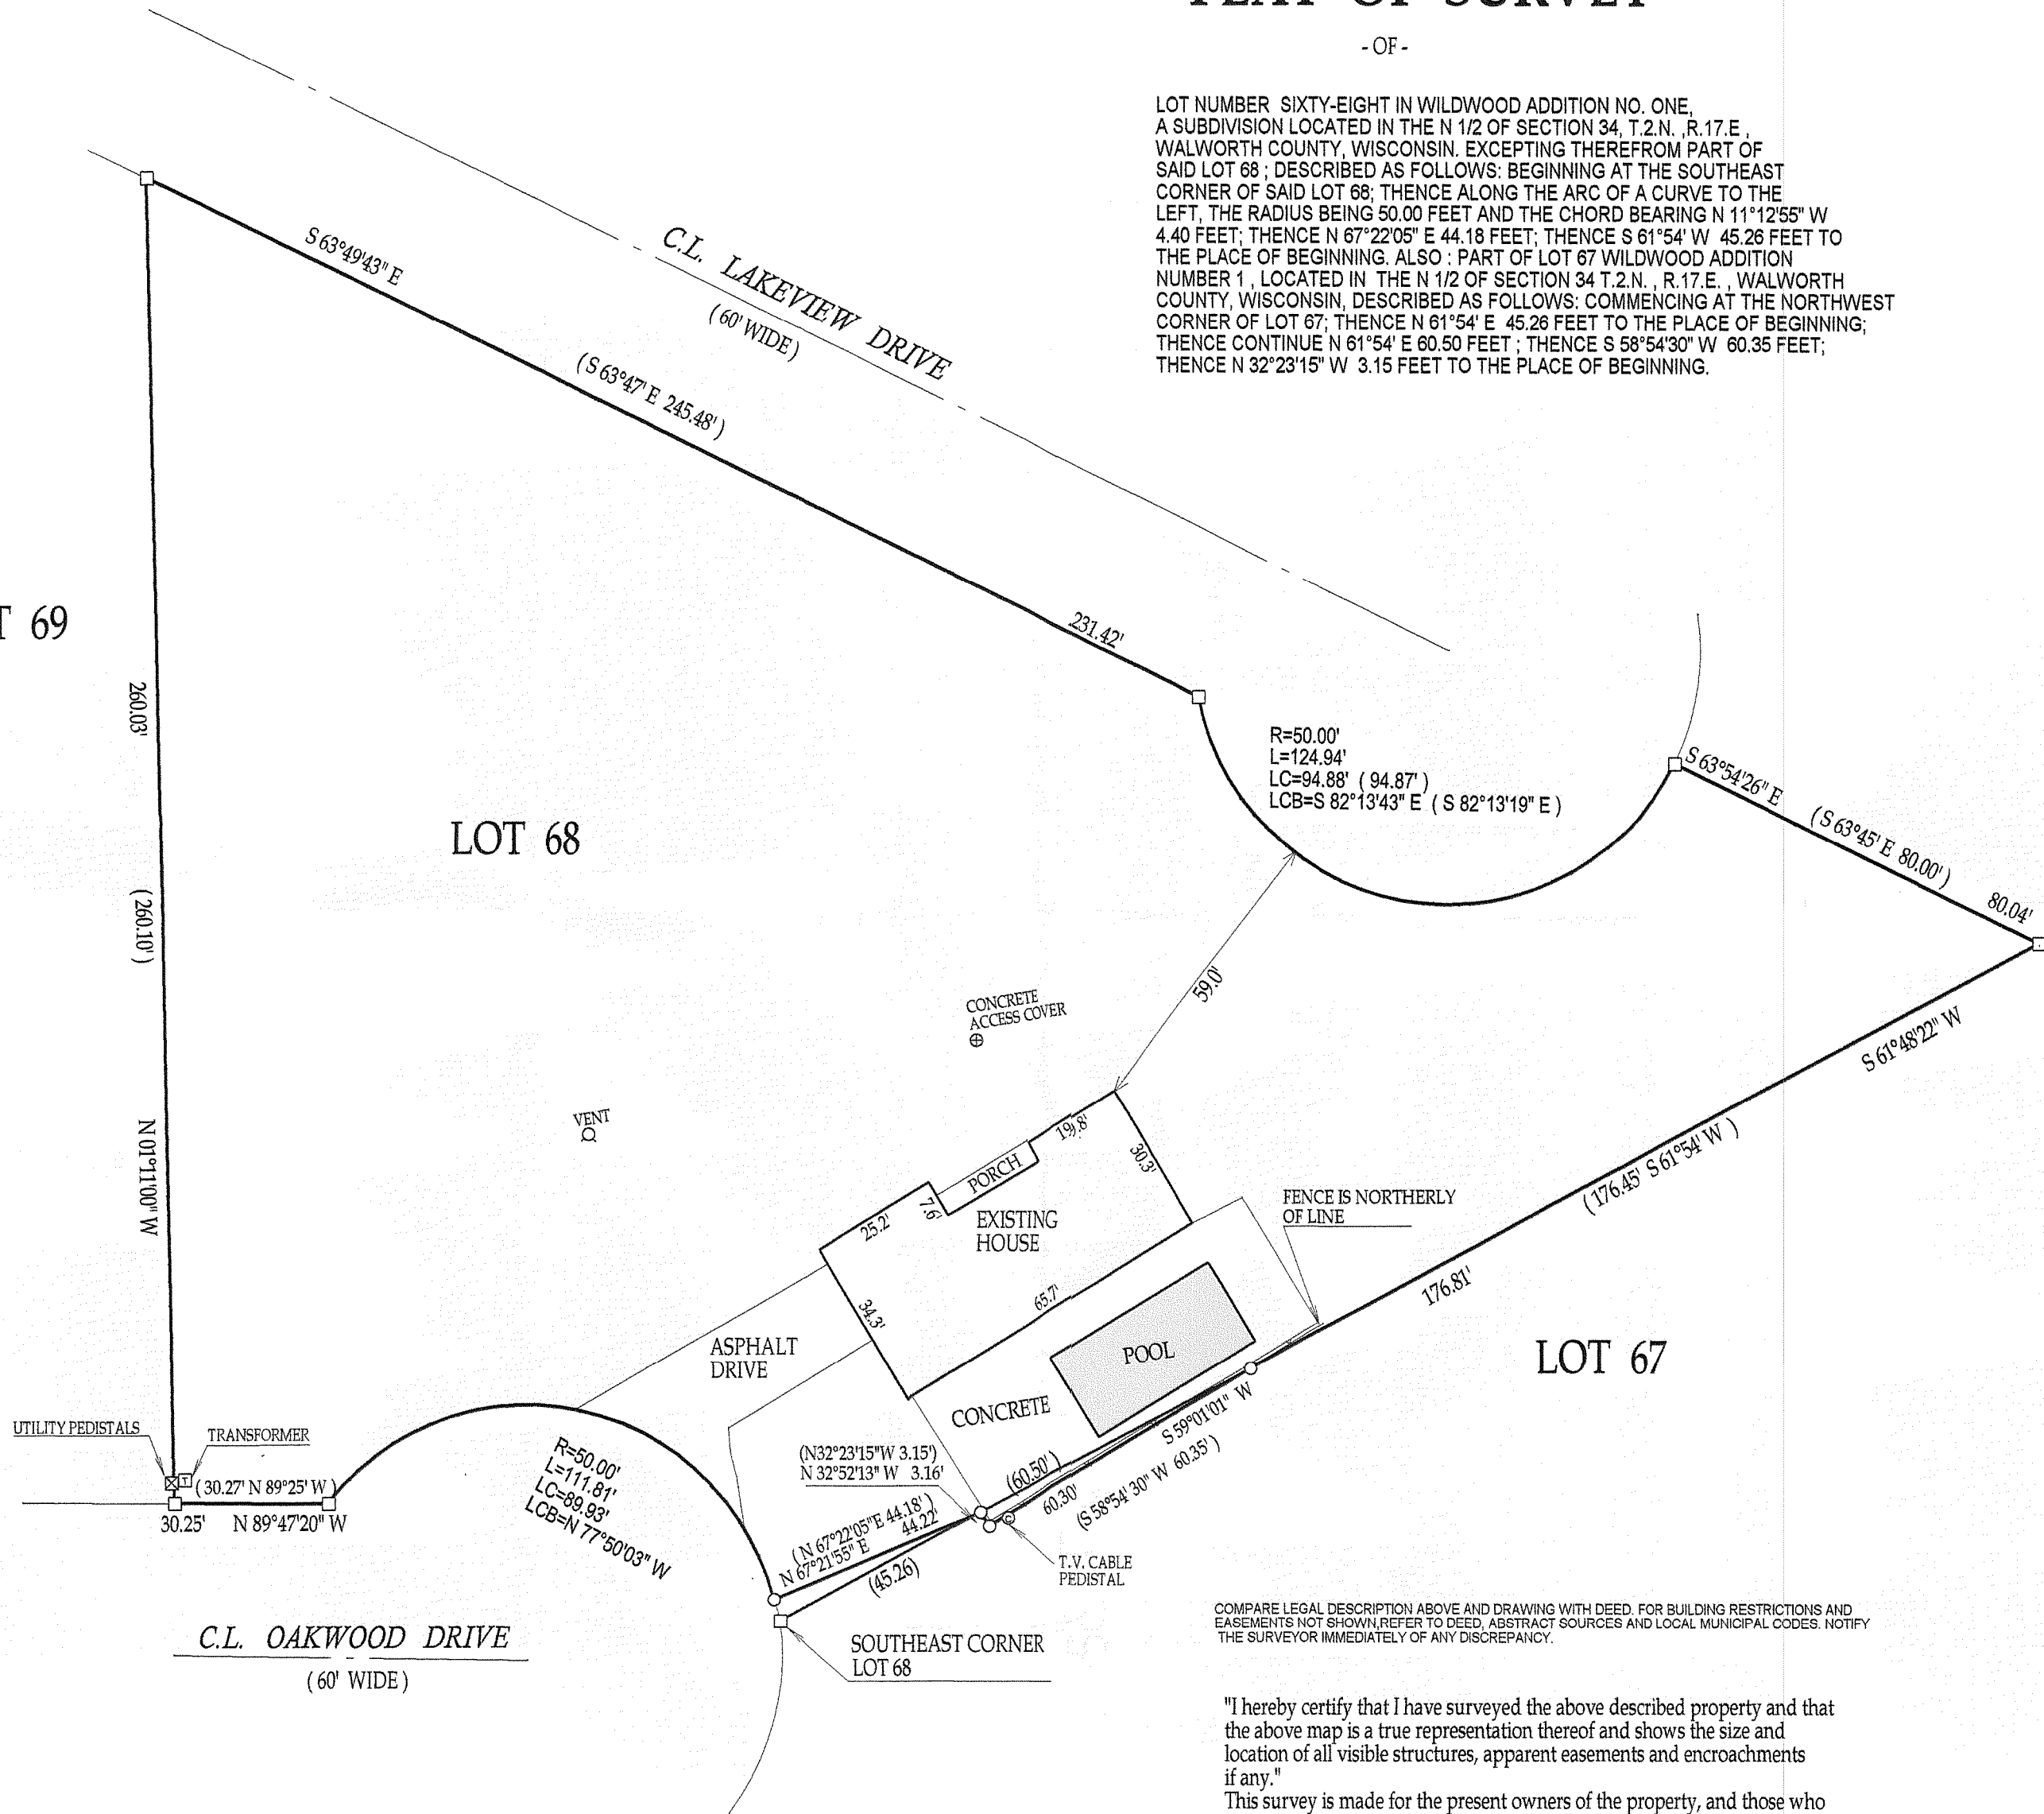 - OF -
LOT NUMBER SIXTY-EIGHT IN WILDWOOD ADDITION NO. ONE,
A SUBDIVISION LOCATED IN THE N 1/2 OF SECTION 34, T.2.N. ,R.17.E ,
WALWORTH COUNTY, WISCONSIN. EXCEPTING THEREFROM PART OF
SAID LOT 68 ; DESCRIBED AS FOLLOWS: BEGINNING AT THE SOUTHEAST
CORNER OF SAID LOT 68; THENCE ALONG THE ARC OF A CURVE TO THE
LEFT, THE RADIUS BEING 50.00 FEET AND THE CHORD BEARING N 11°12'55" W
4.40 FEET; THENCE N 67°22'05" E 44.18 FEET; THENCE S 61°54' W 45.26 FEET TO
THE PLACE OF BEGINNING. ALSO : PART OF LOT 67 WILDWOOD ADDITION
NUMBER 1 , LOCATED IN THE N 1/2 OF SECTION 34 T.2.N. , R.17.E. , WALWORTH
COUNTY, WISCONSIN, DESCRIBED AS FOLLOWS: COMMENCING AT THE NORTHWEST
CORNER OF LOT 67; THENCE N 61°54' E 45.26 FEET TO THE PLACE OF BEGINNING;
THENCE CONTINUE N 61°54' E 60.50 FEET ; THENCE S 58°54'30" W 60.35 FEET;
THENCE N 32°23'15" W 3.15 FEET TO THE PLACE OF BEGINNING.
C.L. LAKEVIEW DRIVE
( 60' WIDE )
S 63°49'43" E
( S 63°47' E 245.48' )
231.42'
T 69
260.03'
( 260.10' )
N 01°11'00" W
LOT 68
R=50.00'
L=124.94'
LC=94.88' ( 94.87' )
LCB=S 82°13'43" E ( S 82°13'19" E )
S 63°54'26" E
( S 63°45' E 80.00' )
80.04'
59.0'
CONCRETE
ACCESS COVER
VENT
S 61°48'22" W
( 176.45' S 61°54' W )
176.81'
LOT 67
19.8'
PORCH
30.3'
7.6'
25.2'
EXISTING
HOUSE
FENCE IS NORTHERLY
OF LINE
65.7'
34.3'
ASPHALT
DRIVE
POOL
CONCRETE
S 59°01'01" W
60.30'
(S 58°54' 30" W 60.35' )
(60.50')
(N32°23'15"W 3.15')
N 32°52'13" W 3.16'
UTILITY PEDISTALS
TRANSFORMER
T
( 30.27' N 89°25' W )
30.25' N 89°47'20" W
R=50.00'
L=111.81'
LC=89.93'
LCB=N 77°50'03" W
( N 67°22'05"E 44.18' )
N 67°21'55" E 44.22'
(45.26)
C
T.V. CABLE
PEDISTAL
C.L. OAKWOOD DRIVE
( 60' WIDE )
SOUTHEAST CORNER
LOT 68
COMPARE LEGAL DESCRIPTION ABOVE AND DRAWING WITH DEED. FOR BUILDING RESTRICTIONS AND
EASEMENTS NOT SHOWN,REFER TO DEED, ABSTRACT SOURCES AND LOCAL MUNICIPAL CODES. NOTIFY
THE SURVEYOR IMMEDIATELY OF ANY DISCREPANCY.
"I hereby certify that I have surveyed the above described property and that
the above map is a true representation thereof and shows the size and
location of all visible structures, apparent easements and encroachments
if any."
This survey is made for the present owners of the property, and those who